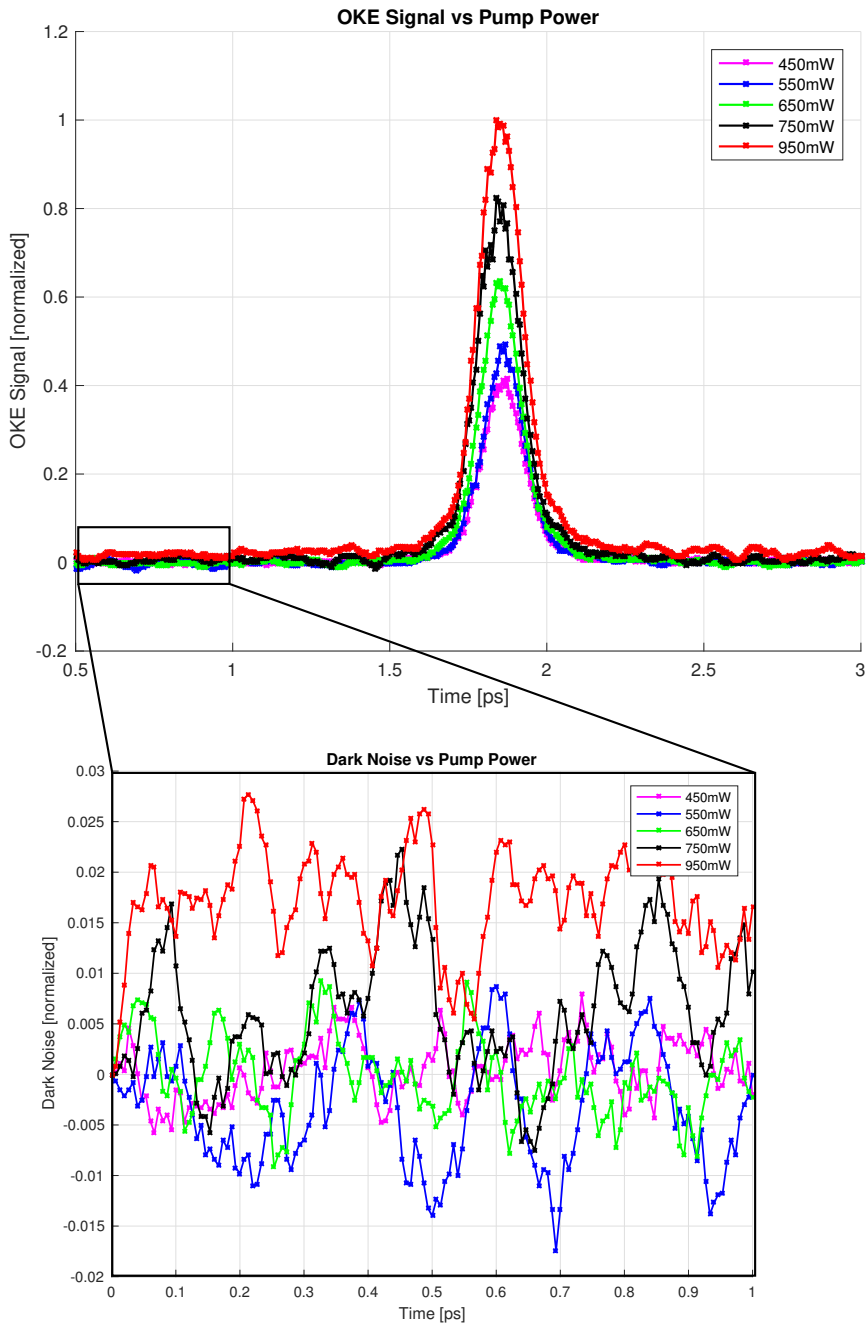 OKE Signal vs Pump Power
1.2
1
0.8
0.6
0.4
0.2
0
-0.2
OKE Signal [normalized]
450mW
550mW
650mW
750mW
950mW
0.5
1
1.5
2
2.5
3
Time [ps]
Dark Noise vs Pump Power
0.03
0.025
0.02
0.015
0.01
0.005
0
-0.005
-0.01
-0.015
-0.02
Dark Noise [normalized]
450mW
550mW
650mW
750mW
950mW
0
0.1
0.2
0.3
0.4
0.5
0.6
0.7
0.8
0.9
1
Time [ps]